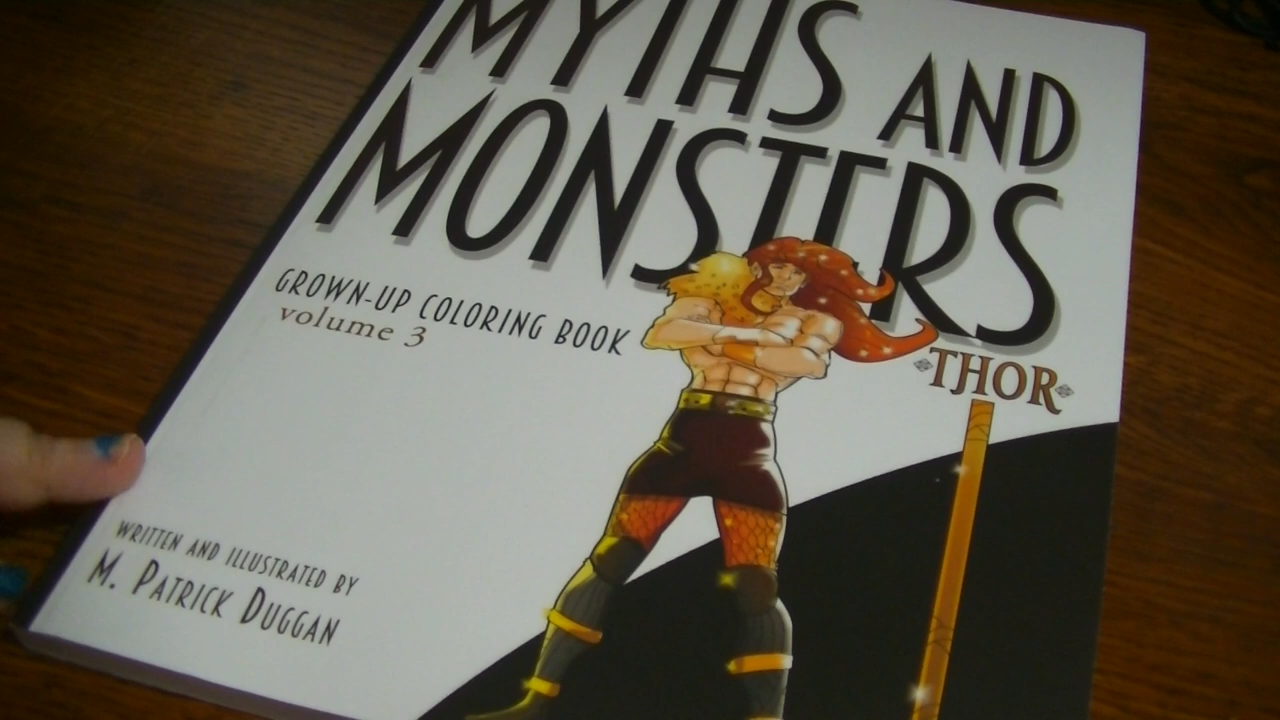 MYTHS AND
MONSTERS
GROWN-UP COLORING BOOK
volume 3
THOR
WRITTEN AND ILLUSTRATED BY
M. PATRICK DUGGAN